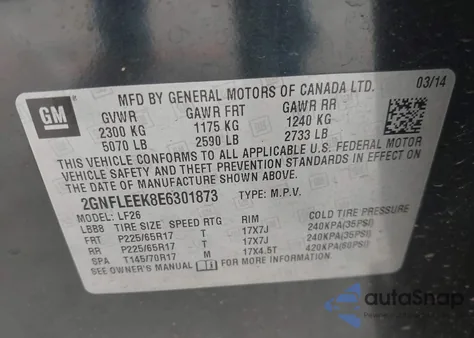 GM
MFD BY GENERAL MOTORS OF CANADA LTD. 03/14
GVWR GAWR FRT GAWR RR
2300 KG 1175 KG 1240 KG
5070 LB 2590 LB 2733 LB
THIS VEHICLE CONFORMS TO ALL APPLICABLE U.S. FEDERAL MOTOR
VEHICLE SAFETY AND THEFT PREVENTION STANDARDS IN EFFECT ON
THE DATE OF MANUFACTURE SHOWN ABOVE.
2GNFLEEK8E6301873 TYPE: M.P.V.
MODEL: LF26
LBB8 TIRE SIZE SPEED RTG RIM COLD TIRE PRESSURE
FRT P225/65R17 T 17X7J 240KPA(35PSI)
RR P225/65R17 T 17X7J 240KPA(35PSI)
SPA T145/70R17 M 17X4.5T 420KPA(60PSI)
SEE OWNER'S MANUAL FOR MORE INFORMATION.
autoSnap